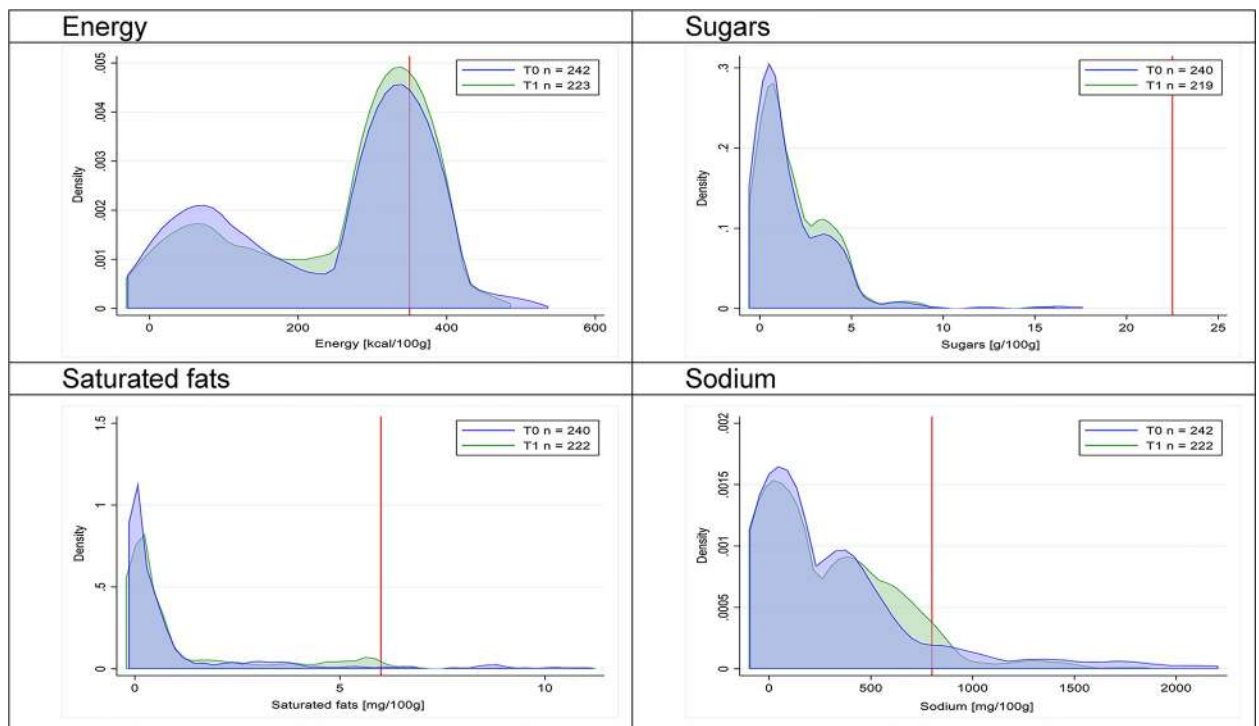 Energy
T0 n = 242
T1 n = 223
Density
0 .001 .002 .003 .004 .005
0 200 400 600
Energy [kcal/100g]
Sugars
T0 n = 240
T1 n = 219
Density
0 .1 .2 .3
0 5 10 15 20 25
Sugars [g/100g]
Saturated fats
T0 n = 240
T1 n = 222
Density
0 .5 1 1.5
0 5 10
Saturated fats [mg/100g]
Sodium
T0 n = 242
T1 n = 222
Density
0 .0005 .001 .0015 .002
0 500 1000 1500 2000
Sodium [mg/100g]